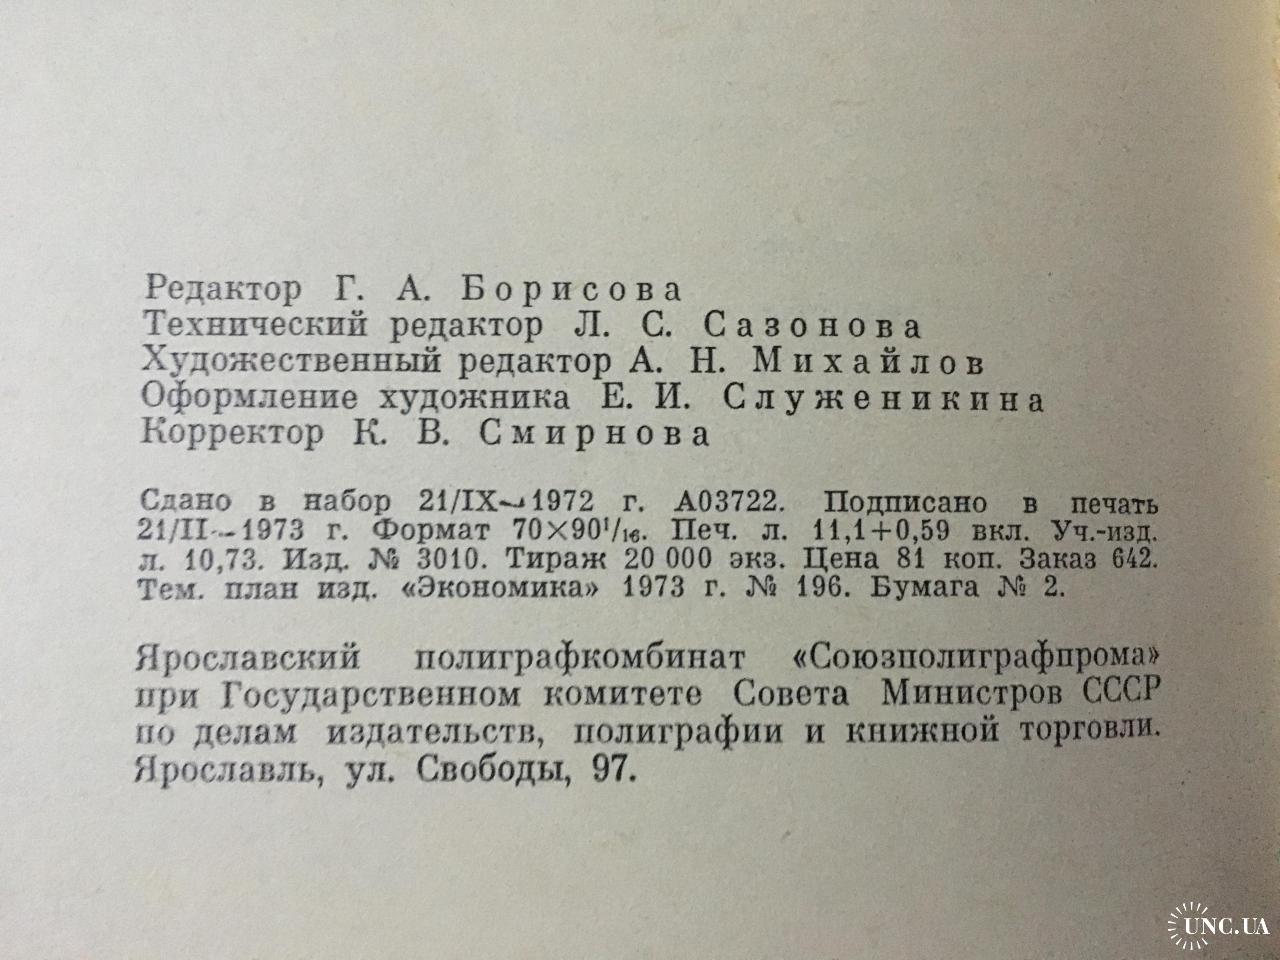 Редактор Г. А. Борисова
Технический редактор Л. С. Сазонова
Художественный редактор А. Н. Михайлов
Оформление художника Е. И. Служеникина
Корректор К. В. Смирнова
Сдано в набор 21/IX—1972 г. А03722. Подписано в печать
21/II—1973 г. Формат 70×90¹/₁₆. Печ. л. 11,1+0,59 вкл. Уч.-изд.
л. 10,73. Изд. № 3010. Тираж 20 000 экз. Цена 81 коп. Заказ 642.
Тем. план изд. «Экономика» 1973 г. № 196. Бумага № 2.
Ярославский полиграфкомбинат «Союзполиграфпрома»
при Государственном комитете Совета Министров СССР
по делам издательств, полиграфии и книжной торговли.
Ярославль, ул. Свободы, 97.
UNC.UA